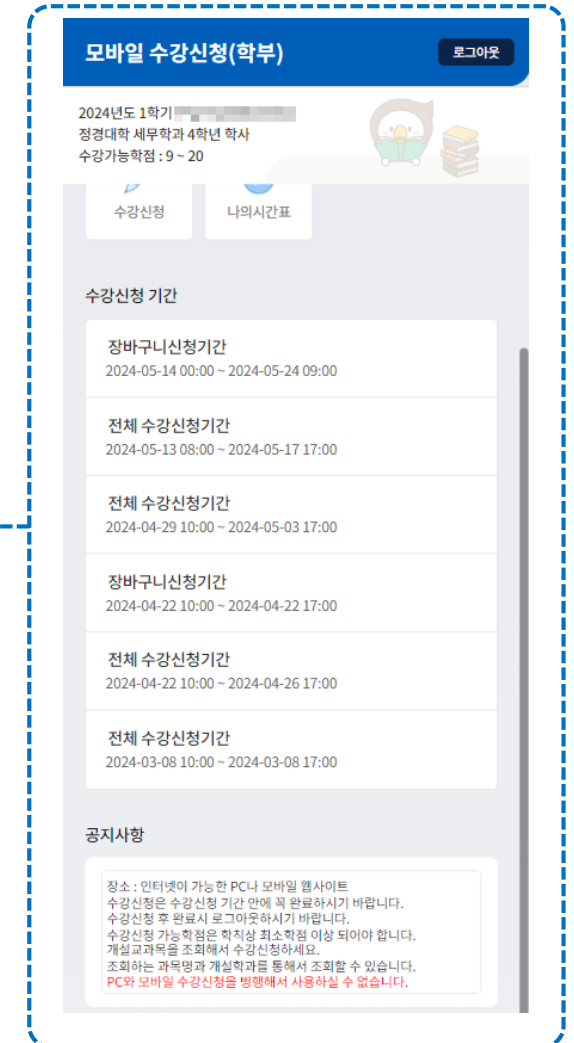 모바일 수강신청(학부)
로그아웃
2024년도 1학기
정경대학 세무학과 4학년 학사
수강가능학점 : 9 ~ 20
수강신청
나의시간표
수강신청 기간
장바구니신청기간
2024-05-14 00:00 ~ 2024-05-24 09:00
전체 수강신청기간
2024-05-13 08:00 ~ 2024-05-17 17:00
전체 수강신청기간
2024-04-29 10:00 ~ 2024-05-03 17:00
장바구니신청기간
2024-04-22 10:00 ~ 2024-04-22 17:00
전체 수강신청기간
2024-04-22 10:00 ~ 2024-04-26 17:00
전체 수강신청기간
2024-03-08 10:00 ~ 2024-03-08 17:00
공지사항
장소 : 인터넷이 가능한 PC나 모바일 웹사이트
수강신청은 수강신청 기간 안에 꼭 완료하시기 바랍니다.
수강신청 후 완료시 로그아웃하시기 바랍니다.
수강신청 가능학점은 학칙상 최소학점 이상 되어야 합니다.
개설교과목을 조회해서 수강신청하세요.
조회하는 과목명과 개설학과를 통해서 조회할 수 있습니다.
PC와 모바일 수강신청을 병행해서 사용하실 수 없습니다.